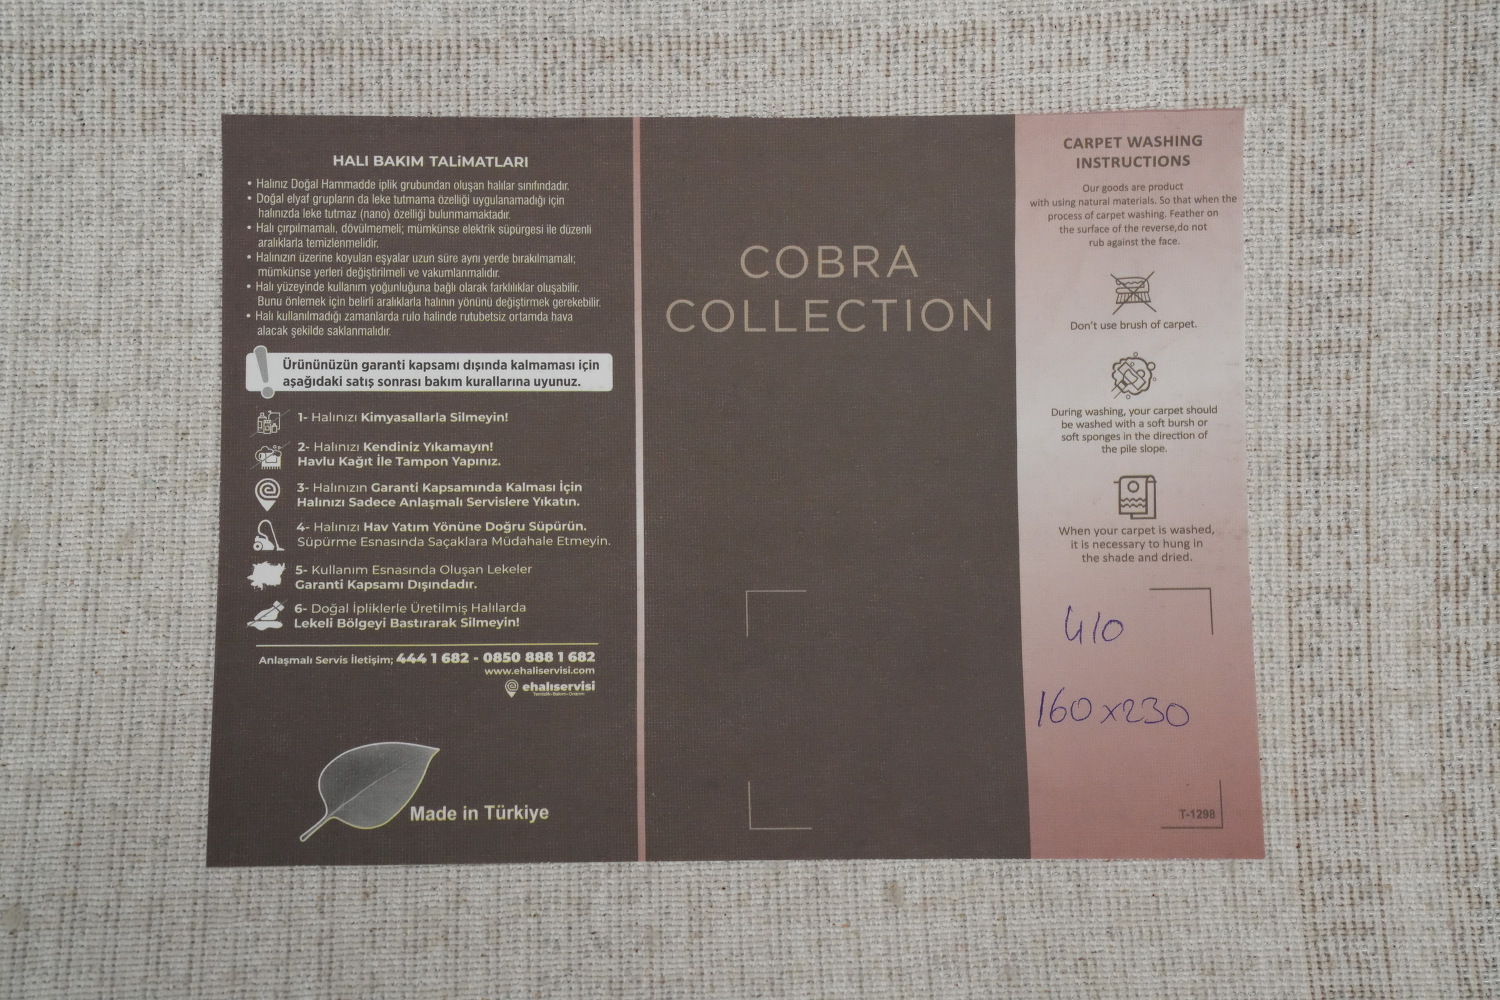 HALI BAKIM TALİMATLARI
• Halınız Doğal Hammadde iplik grubundan oluşan halılar sınıfındadır.
• Doğal elyaf grupların da leke tutmama özelliği uygulanamadığı için
halınızda leke tutmaz (nano) özelliği bulunmamaktadır.
• Halı çırpılmamalı, dövülmemeli; mümkünse elektrik süpürgesi ile düzenli
aralıklarla temizlenmelidir.
• Halınızın üzerine koyulan eşyalar uzun süre aynı yerde bırakılmamalı;
mümkünse yerleri değiştirilmeli ve vakumlanmalıdır.
• Halı yüzeyinde kullanım yoğunluğuna bağlı olarak farklılıklar oluşabilir.
Bunu önlemek için belirli aralıklarla halının yönünü değiştirmek gerekebilir.
• Halı kullanılmadığı zamanlarda rulo halinde rutubetsiz ortamda hava
alacak şekilde saklanmalıdır.
Ürününüzün garanti kapsamı dışında kalmaması için
aşağıdaki satış sonrası bakım kurallarına uyunuz.
1- Halınızı Kimyasallarla Silmeyin!
2- Halınızı Kendiniz Yıkamayın!
Havlu Kağıt İle Tampon Yapınız.
3- Halınızın Garanti Kapsamında Kalması İçin
Halınızı Sadece Anlaşmalı Servislere Yıkatın.
4- Halınızı Hav Yatım Yönüne Doğru Süpürün.
Süpürme Esnasında Saçaklara Müdahale Etmeyin.
5- Kullanım Esnasında Oluşan Lekeler
Garanti Kapsamı Dışındadır.
6- Doğal İpliklerle Üretilmiş Halılarda
Lekeli Bölgeyi Bastırarak Silmeyin!
Anlaşmalı Servis İletişim; 444 1 682 - 0850 888 1 682
www.ehaliservisi.com
ehalıservisi
Made in Türkiye
COBRA
COLLECTION
CARPET WASHING
INSTRUCTIONS
Our goods are product
with using natural materials. So that when the
process of carpet washing. Feather on
the surface of the reverse,do not
rub against the face.
Don't use brush of carpet.
During washing, your carpet should
be washed with a soft bursh or
soft sponges in the direction of
the pile slope.
When your carpet is washed,
it is necessary to hung in
the shade and dried.
410
160x230
T-1298